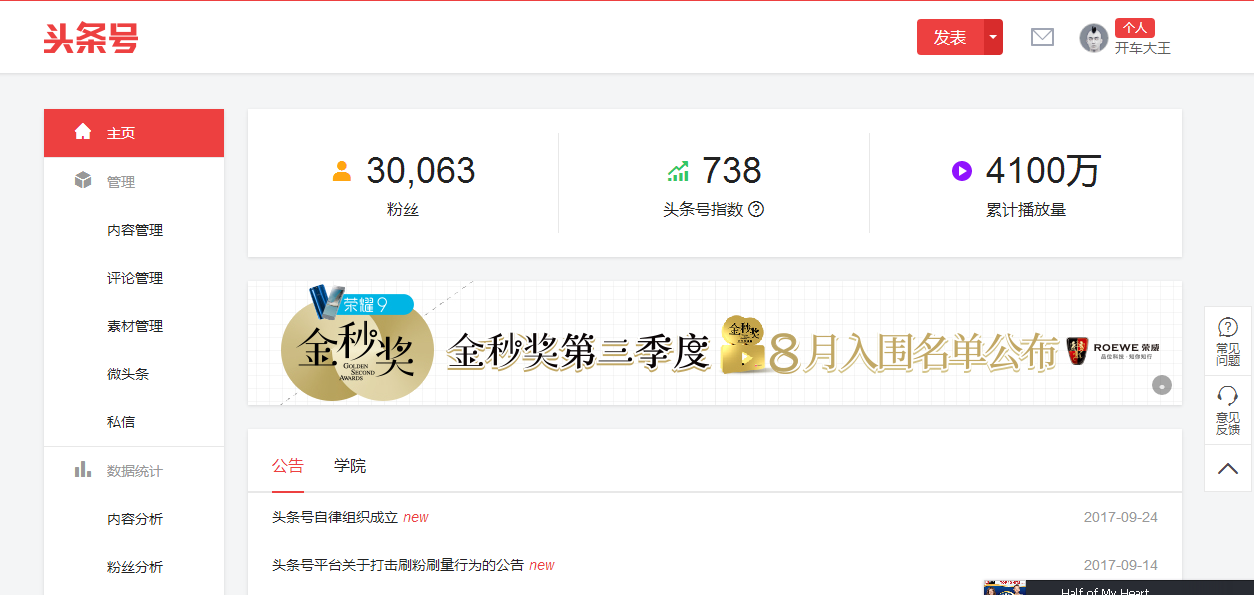 头条号
发表
个人
开车大王
主页
管理
内容管理
评论管理
素材管理
微头条
私信
数据统计
内容分析
粉丝分析
30,063
粉丝
738
头条号指数
4100万
累计播放量
荣耀9
金秒奖
GOLDEN
SECOND
AWARDS
金秒奖第三季度
金秒奖
8月入围名单公布
ROEWE 荣威
品位科技·知你知行
公告
学院
头条号自律组织成立 new
2017-09-24
头条号平台关于打击刷粉刷量行为的公告 new
2017-09-14
常见
问题
意见
反馈
Half of My Heart